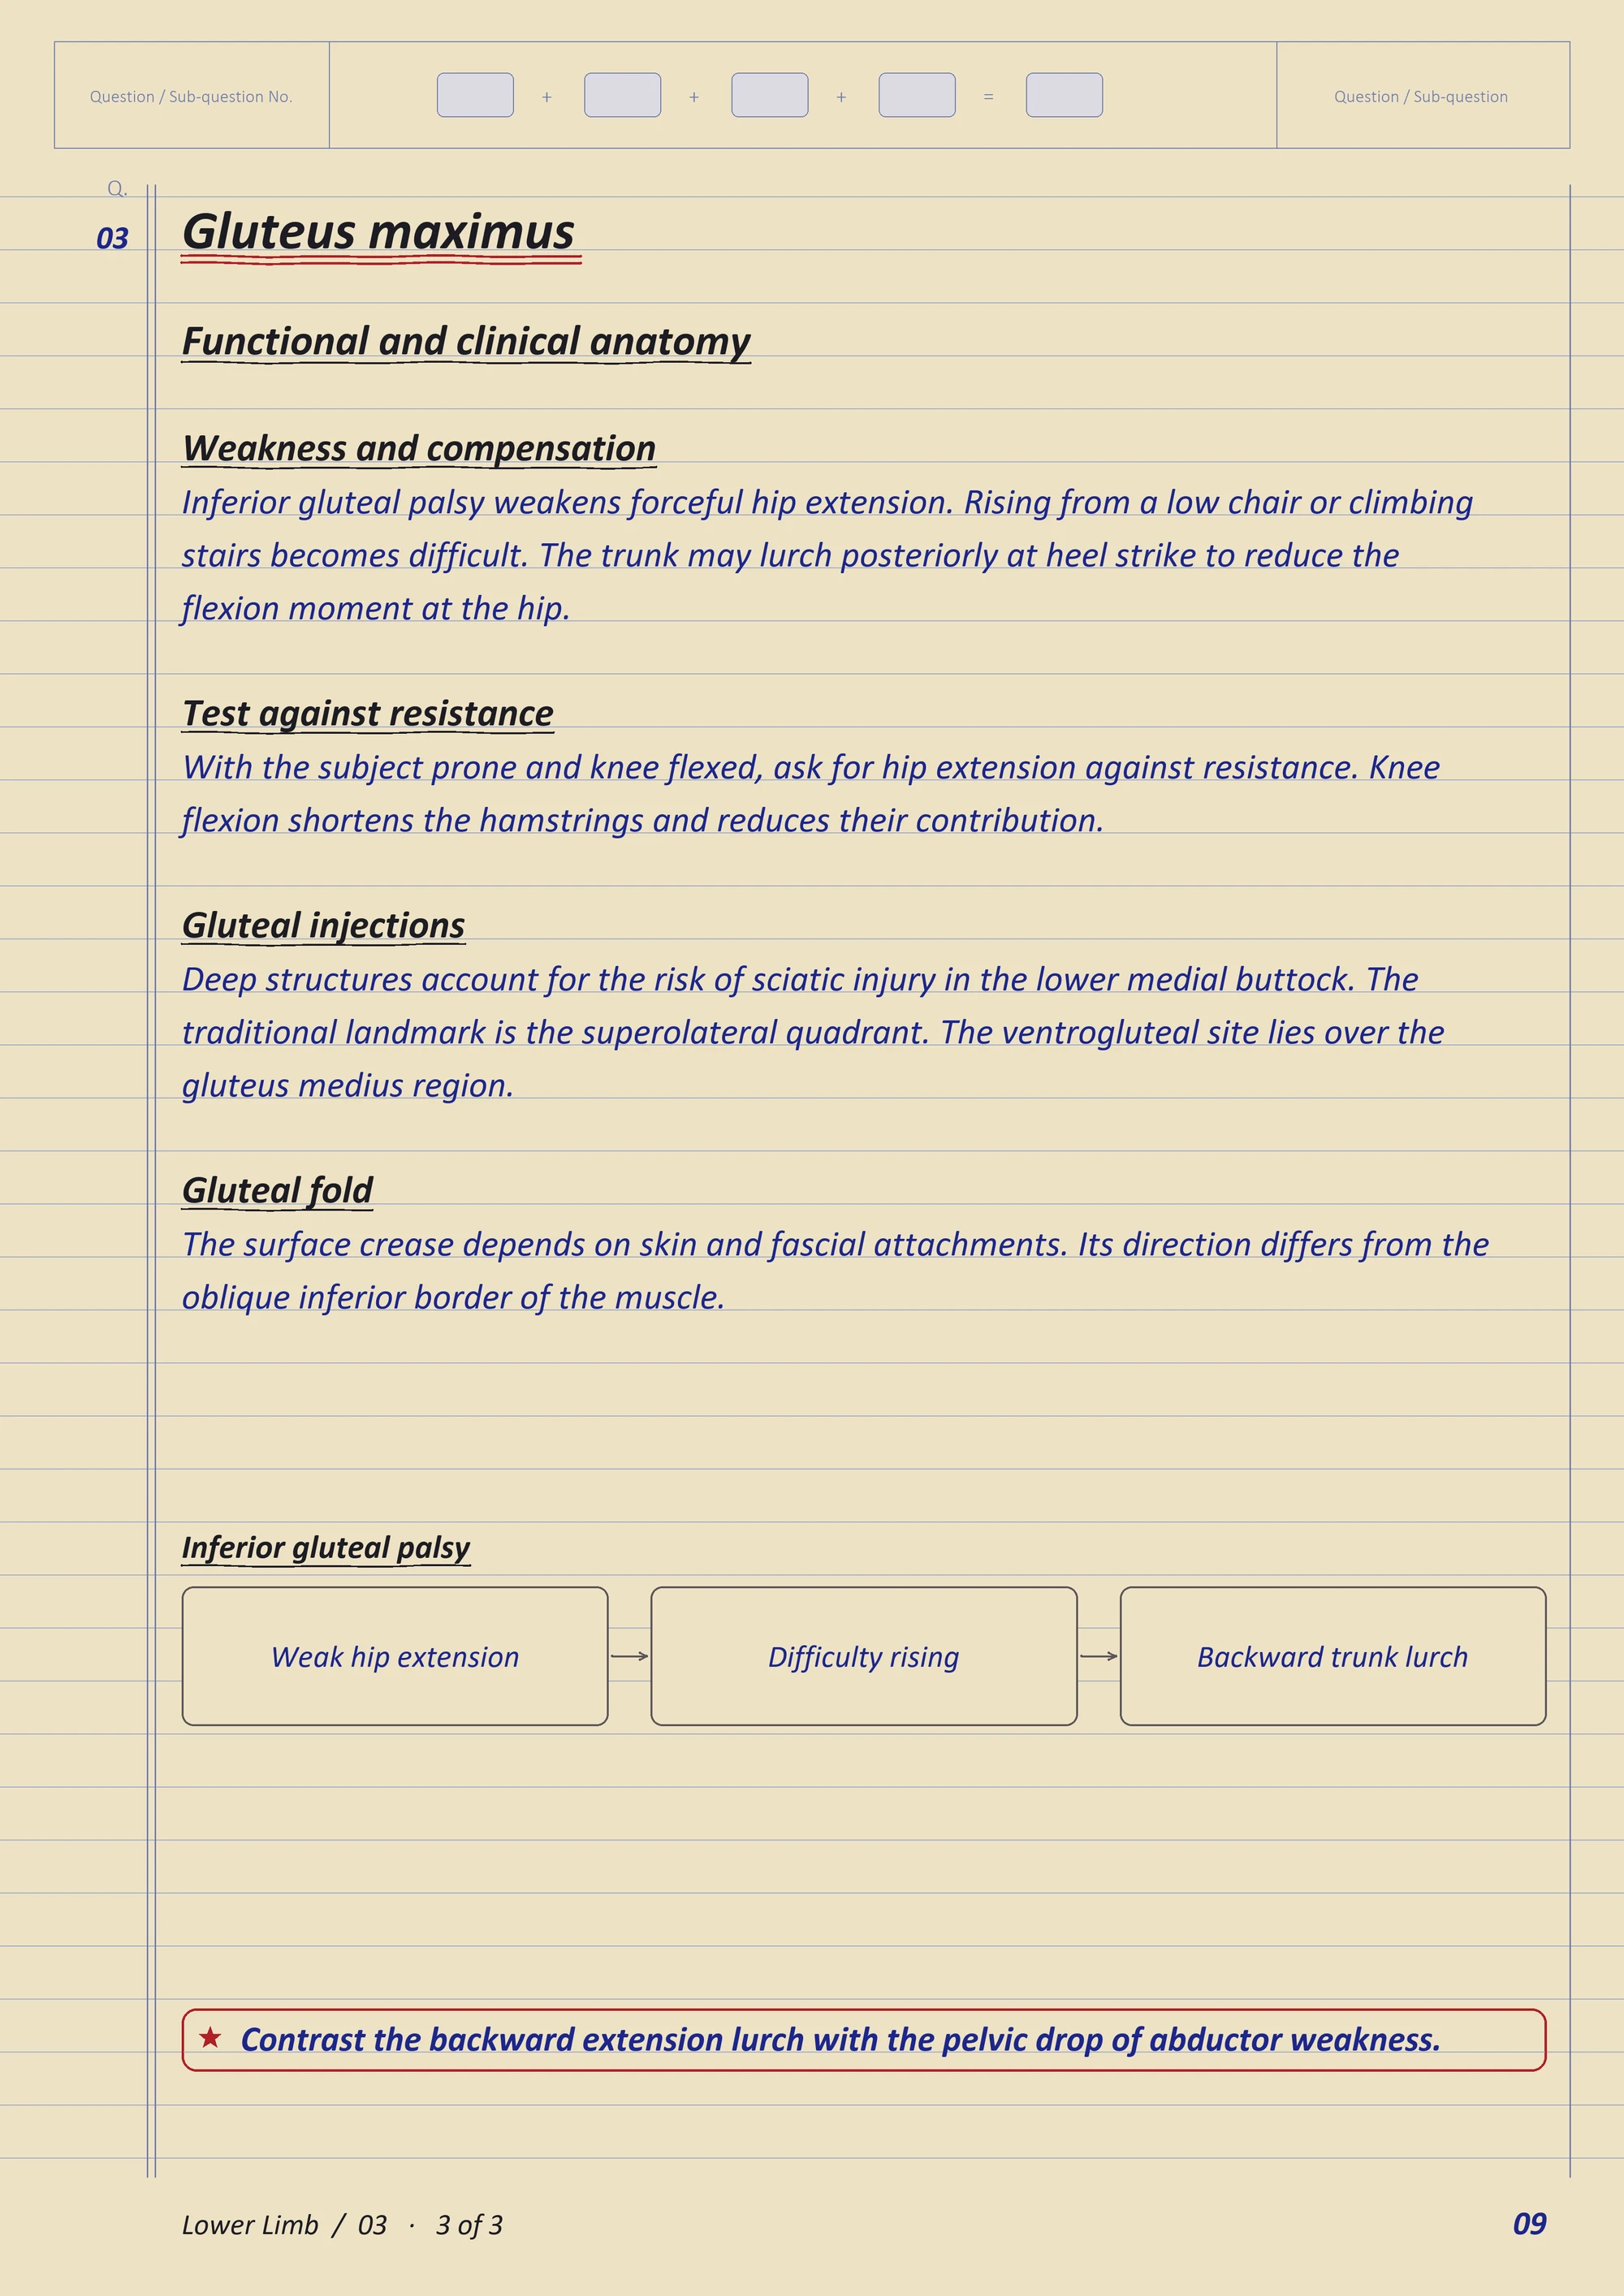 Question / Sub-question No.
+ + + =
Question / Sub-question
Q.
03
Gluteus maximus
Functional and clinical anatomy
Weakness and compensation
Inferior gluteal palsy weakens forceful hip extension. Rising from a low chair or climbing
stairs becomes difficult. The trunk may lurch posteriorly at heel strike to reduce the
flexion moment at the hip.
Test against resistance
With the subject prone and knee flexed, ask for hip extension against resistance. Knee
flexion shortens the hamstrings and reduces their contribution.
Gluteal injections
Deep structures account for the risk of sciatic injury in the lower medial buttock. The
traditional landmark is the superolateral quadrant. The ventrogluteal site lies over the
gluteus medius region.
Gluteal fold
The surface crease depends on skin and fascial attachments. Its direction differs from the
oblique inferior border of the muscle.
Inferior gluteal palsy
Weak hip extension
Difficulty rising
Backward trunk lurch
★ Contrast the backward extension lurch with the pelvic drop of abductor weakness.
Lower Limb / 03 · 3 of 3
09